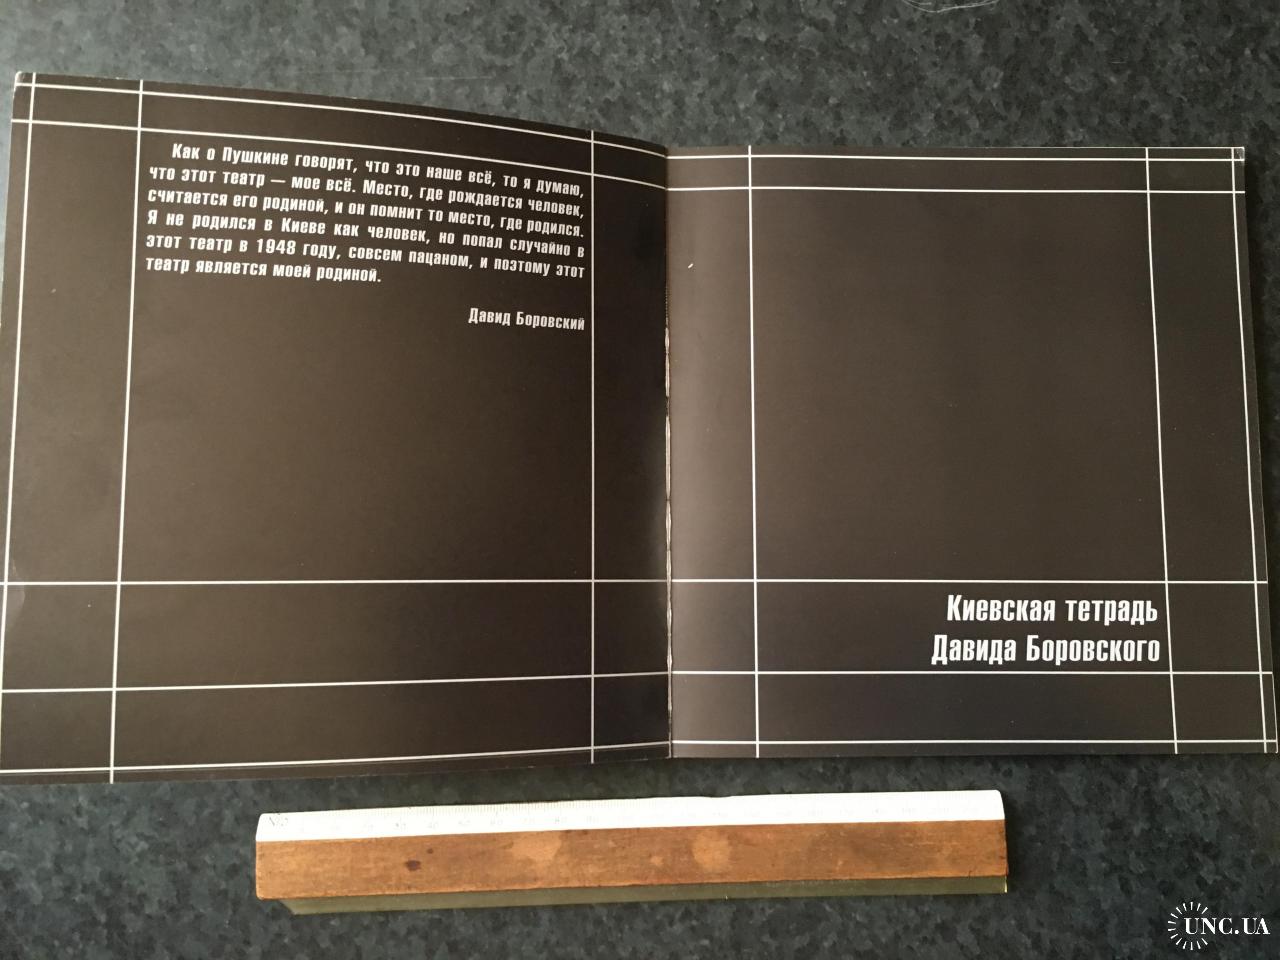 Как о Пушкине говорят, что это наше всё, то я думаю,
что этот театр — мое всё. Место, где рождается человек,
считается его родиной, и он помнит то место, где родился.
Я не родился в Киеве как человек, но попал случайно в
этот театр в 1948 году, совсем пацаном, и поэтому этот
театр является моей родиной.
Давид Боровский
Киевская тетрадь
Давида Боровского
UNC.UA